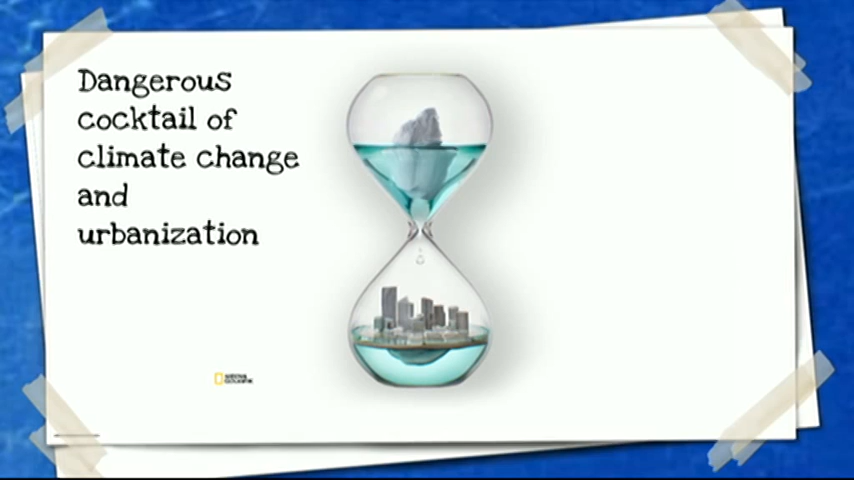 Dangerous
cocktail of
climate change
and
urbanization